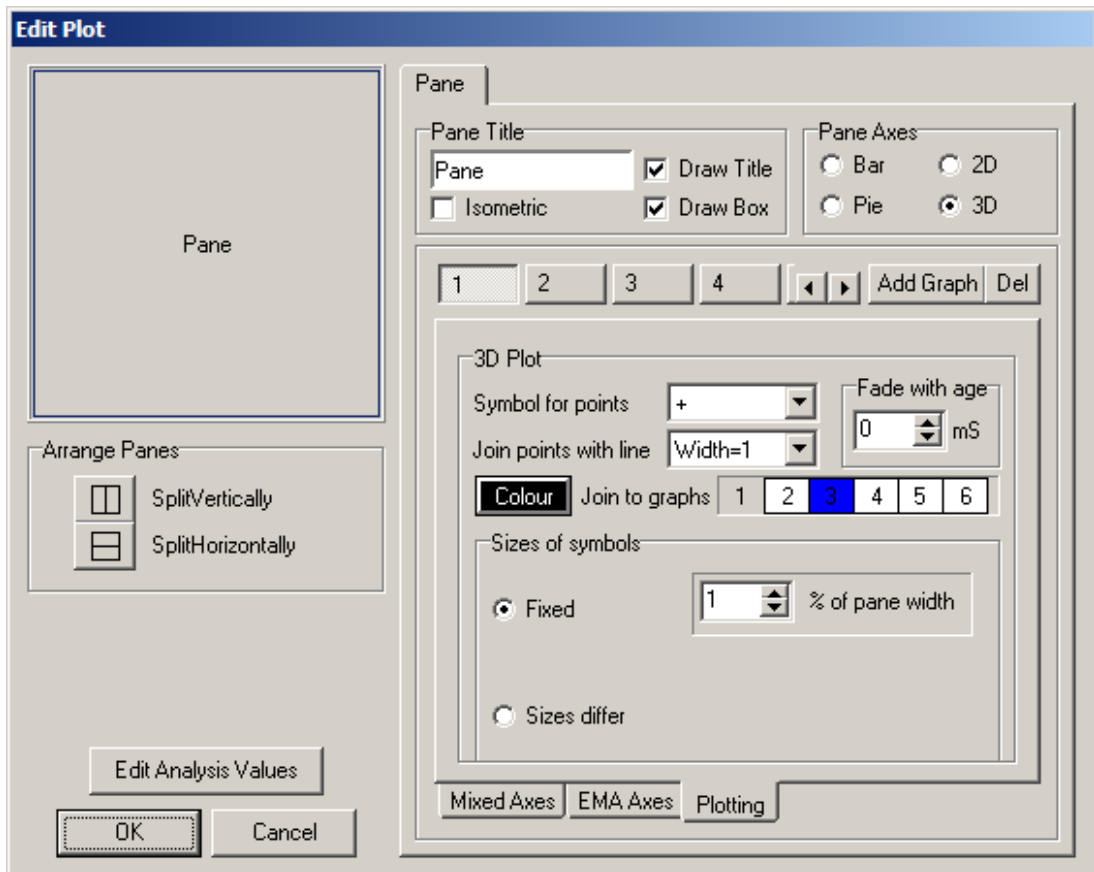 Edit Plot
Pane
Arrange Panes
SplitVertically
SplitHorizontally
Edit Analysis Values
OK Cancel
Pane
Pane Title
Pane Draw Title
Isometric Draw Box
Pane Axes
Bar 2D
Pie 3D
1 2 3 4 Add Graph Del
3D Plot
Symbol for points +
Join points with line Width=1
Fade with age
0 mS
Colour Join to graphs 1 2 3 4 5 6
Sizes of symbols
Fixed 1 % of pane width
Sizes differ
Mixed Axes EMA Axes Plotting